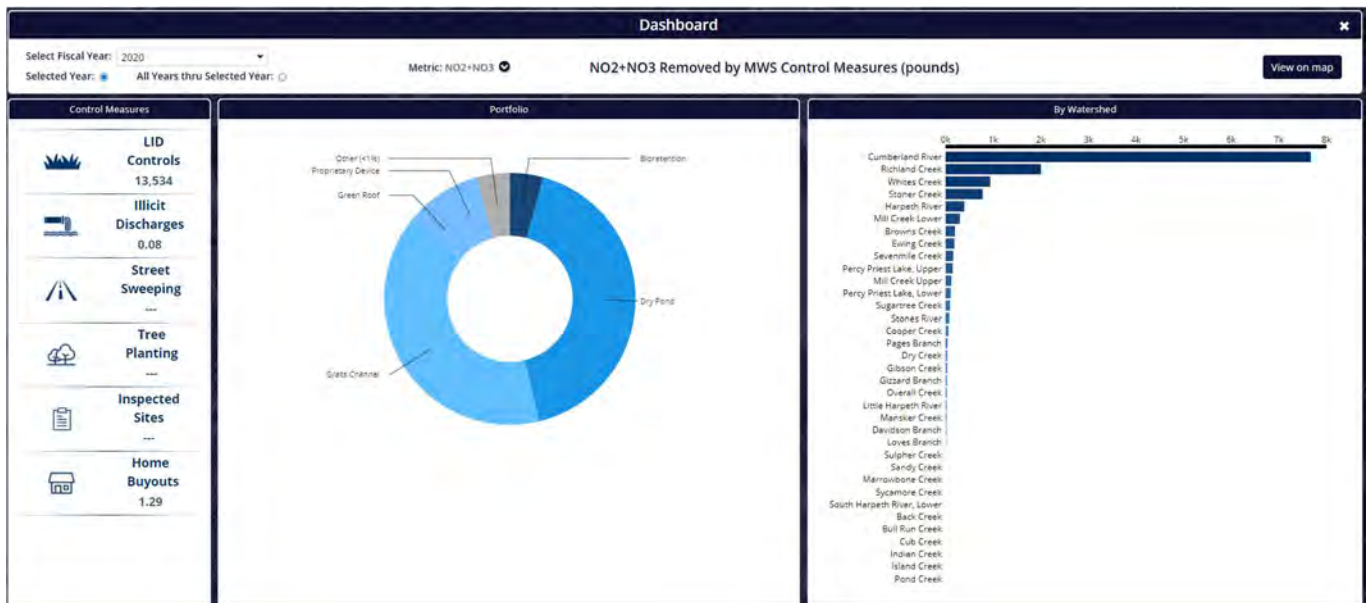 Dashboard
Select Fiscal Year: 2020
Selected Year: All Years thru Selected Year:
Metric: NO2+NO3
NO2+NO3 Removed by MWS Control Measures (pounds)
View on map
Control Measures
LID
Controls
13,534
Illicit
Discharges
0.08
Street
Sweeping
---
Tree
Planting
---
Inspected
Sites
---
Home
Buyouts
1.29
Portfolio
Other (<1%)
Proprietary Device
Green Roof
Bioretention
Dry Pond
Grass Channel
By Watershed
0k 1k 2k 3k 4k 5k 6k 7k 8k
Cumberland River
Richland Creek
Whites Creek
Stoner Creek
Harpeth River
Mill Creek Lower
Browns Creek
Ewing Creek
Sevenmile Creek
Percy Priest Lake, Upper
Mill Creek Upper
Percy Priest Lake, Lower
Sugartree Creek
Stones River
Cooper Creek
Pages Branch
Dry Creek
Gibson Creek
Gizzard Branch
Overall Creek
Little Harpeth River
Mansker Creek
Davidson Branch
Loves Branch
Sulpher Creek
Sandy Creek
Marrowbone Creek
Sycamore Creek
South Harpeth River, Lower
Back Creek
Bull Run Creek
Cub Creek
Indian Creek
Island Creek
Pond Creek